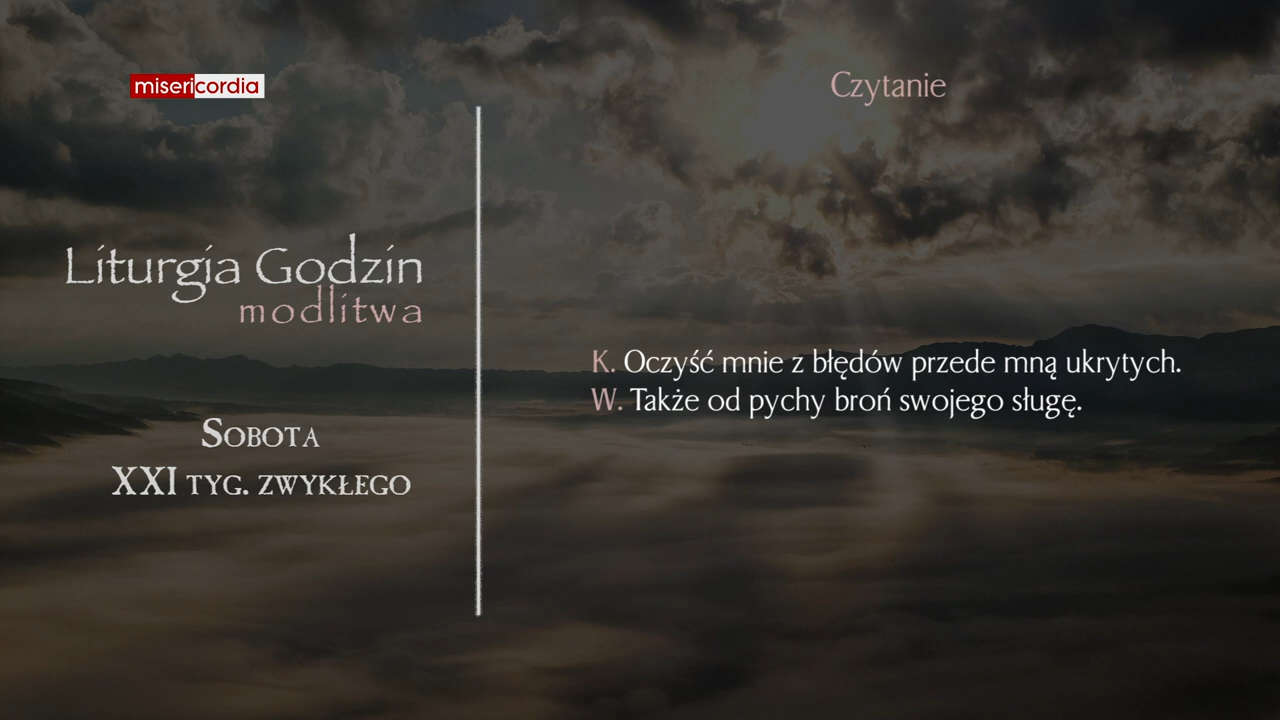 misericordia
Liturgia Godzin
modlitwa
Sobota
XXI tyg. zwykłego
Czytanie
K. Oczyść mnie z błędów przede mną ukrytych.
W. Także od pychy broń swojego sługę.